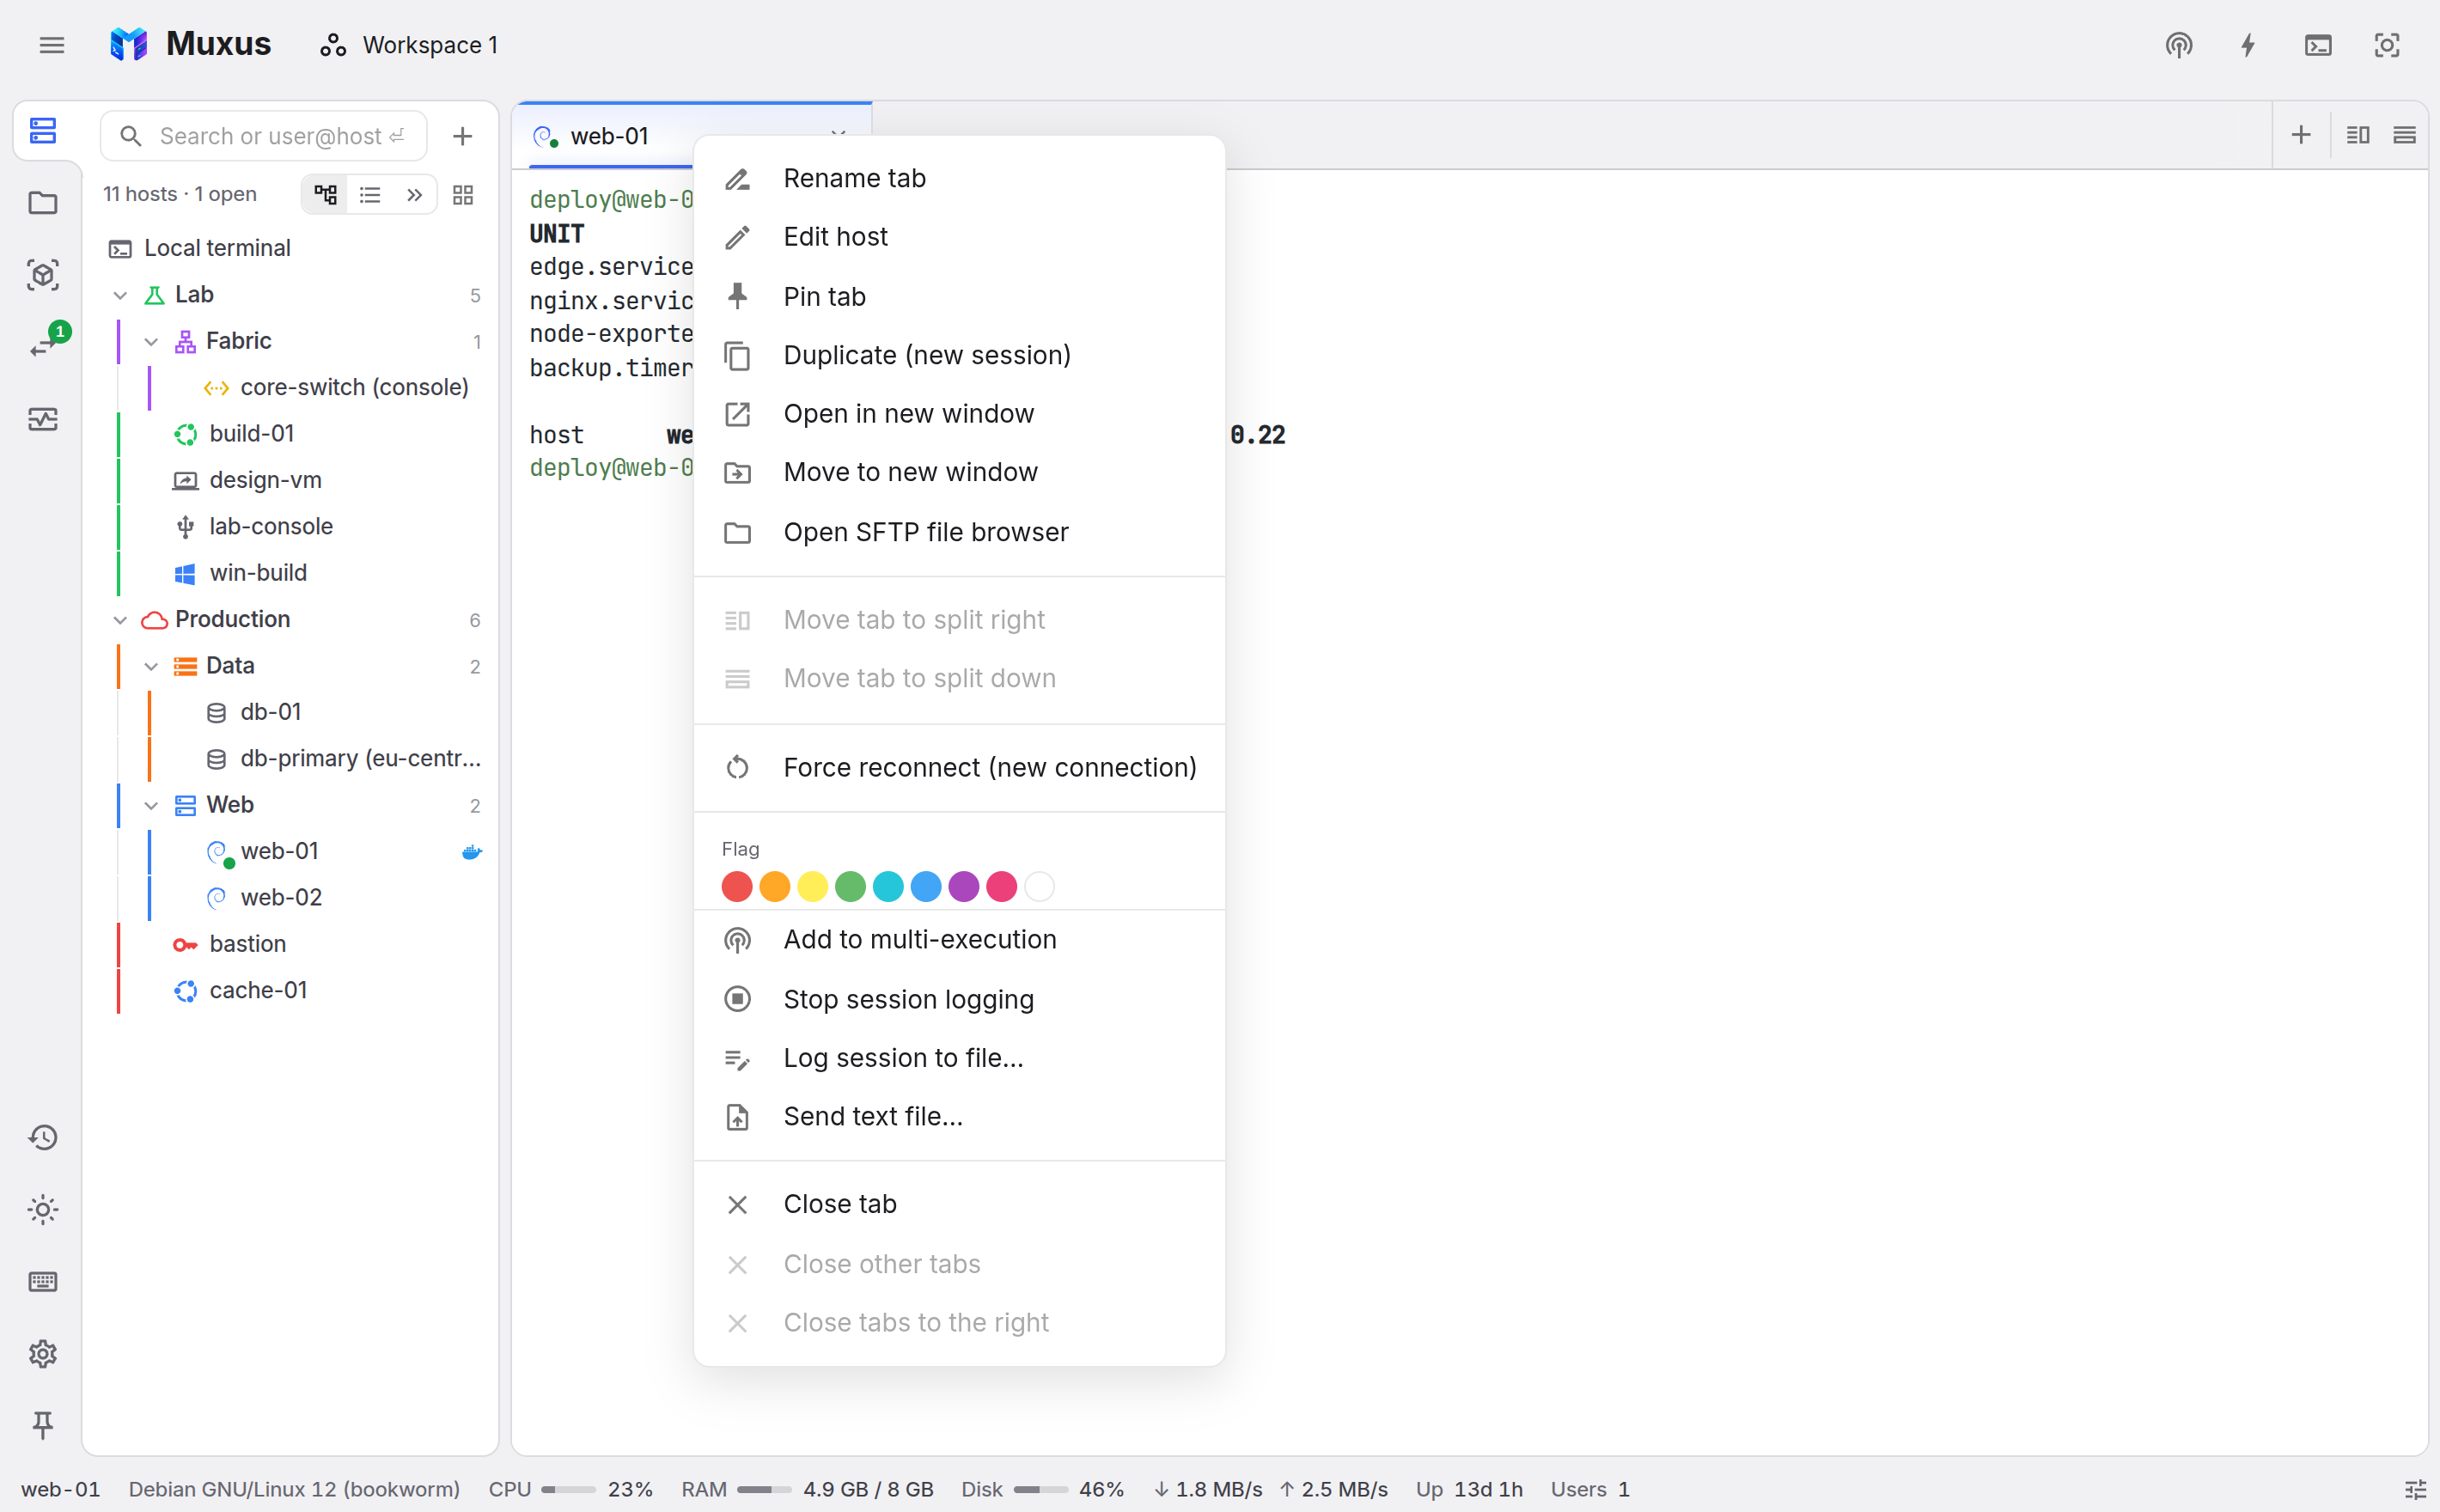 Muxus
Workspace 1
Search or user@host
11 hosts · 1 open
Local terminal
Lab 5
Fabric 1
core-switch (console)
build-01
design-vm
lab-console
win-build
Production 6
Data 2
db-01
db-primary (eu-centr...
Web 2
web-01
web-02
bastion
cache-01
1
web-01
deploy@web-0
UNIT
edge.service
nginx.servic
node-exporte
backup.timer
host we 0.22
deploy@web-0
Rename tab
Edit host
Pin tab
Duplicate (new session)
Open in new window
Move to new window
Open SFTP file browser
Move tab to split right
Move tab to split down
Force reconnect (new connection)
Flag
Add to multi-execution
Stop session logging
Log session to file...
Send text file...
Close tab
Close other tabs
Close tabs to the right
web-01 Debian GNU/Linux 12 (bookworm) CPU 23% RAM 4.9 GB / 8 GB Disk 46% ↓ 1.8 MB/s ↑ 2.5 MB/s Up 13d 1h Users 1